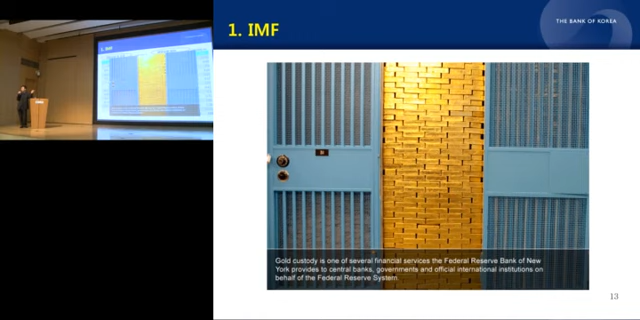 1. IMF
THE BANK OF KOREA
1. IMF
Gold custody is one of several financial services the Federal Reserve Bank of New
York provides to central banks, governments and official international institutions on
behalf of the Federal Reserve System.
13